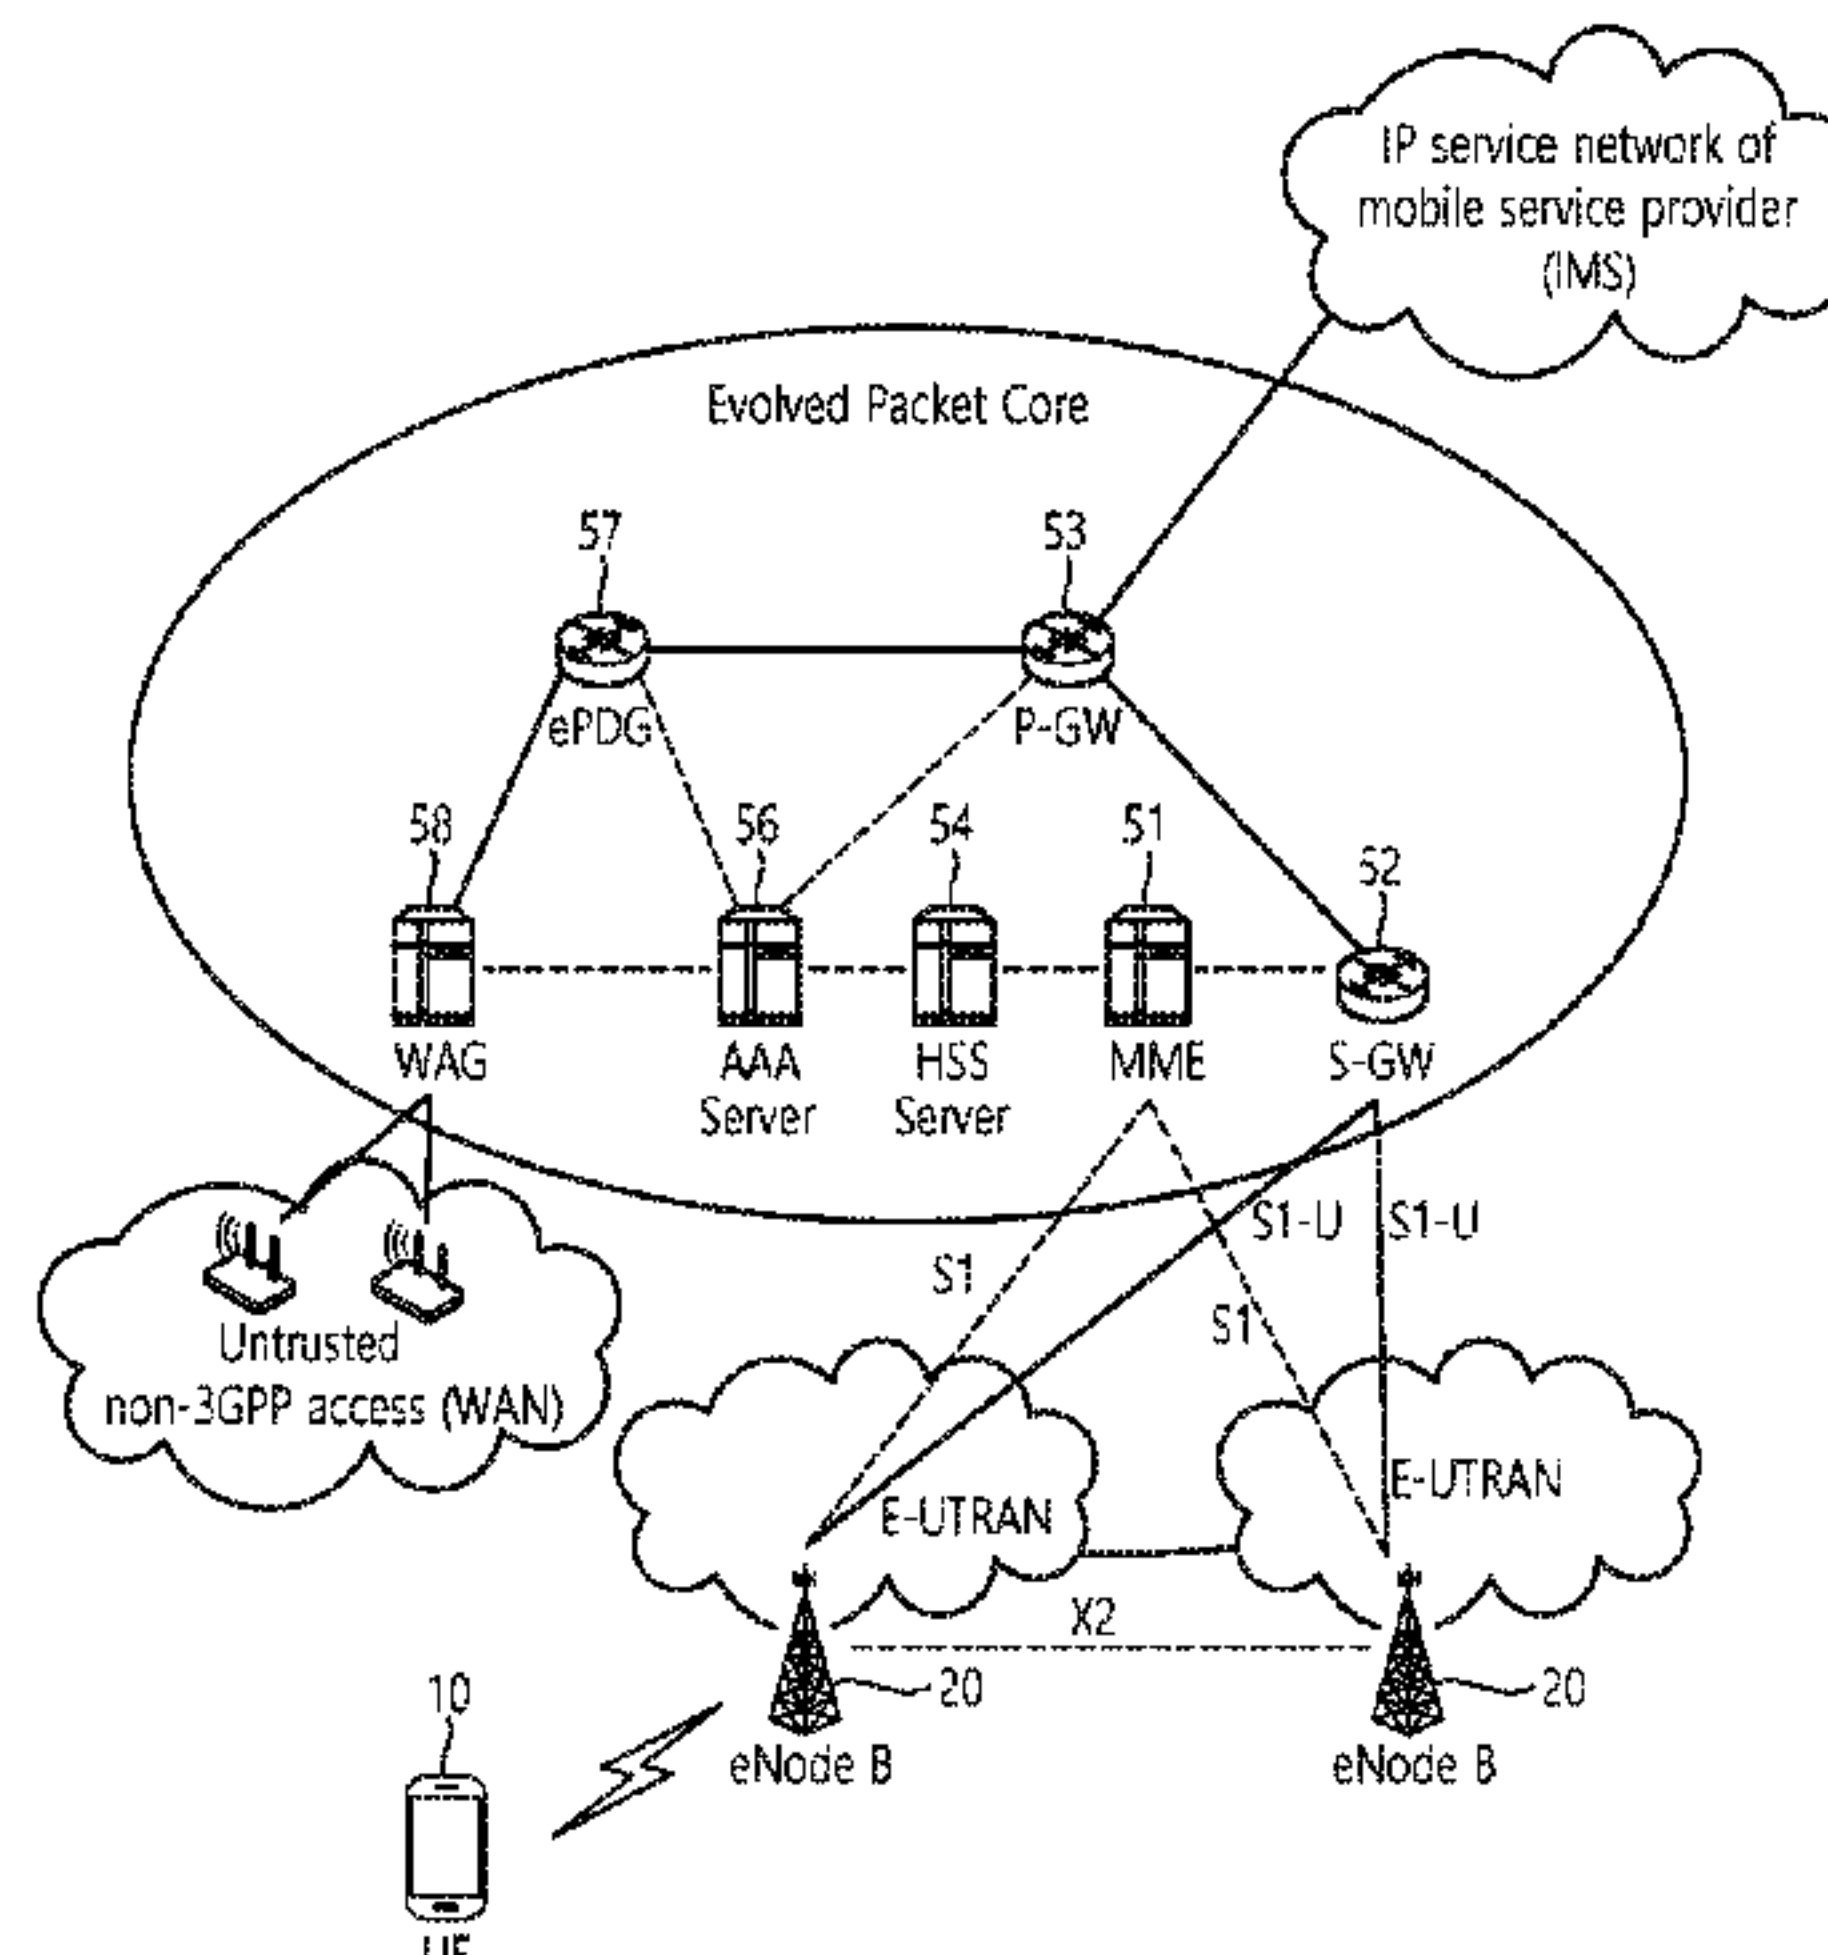 IP service network of
mobile service provider
(IMS)
Evolved Packet Core
57
53
ePDG
P-GW
58
56
54
51
52
WAG
AAA
Server
HSS
Server
MME
S-GW
S1
S1-U
S1-U
S1
Untrusted
non-3GPP access (WAN)
E-UTRAN
E-UTRAN
X2
20
20
10
eNode B
eNode B
UE